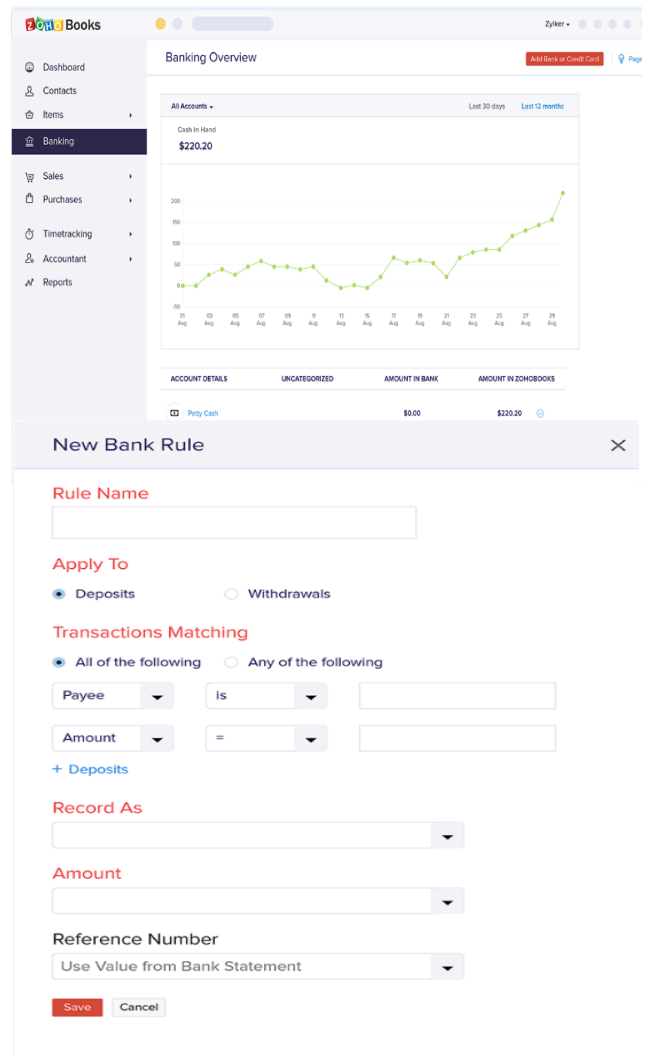 ZOHO Books
Zylker
Dashboard
Contacts
Items
Banking
Sales
Purchases
Timetracking
Accountant
Reports
Banking Overview
Add Bank or Credit Card
Page
All Accounts
Last 30 days Last 12 months
Cash In Hand
$220.20
200
150
100
50
0
-50
01 03 05 07 09 11 13 15 17 19 21 23 25 27 29
Aug Aug Aug Aug Aug Aug Aug Aug Aug Aug Aug Aug Aug Aug Aug
ACCOUNT DETAILS UNCATEGORIZED AMOUNT IN BANK AMOUNT IN ZOHOBOOKS
Petty Cash $0.00 $220.20
New Bank Rule
Rule Name
Apply To
Deposits Withdrawals
Transactions Matching
All of the following Any of the following
Payee is
Amount =
+ Deposits
Record As
Amount
Reference Number
Use Value from Bank Statement
Save Cancel